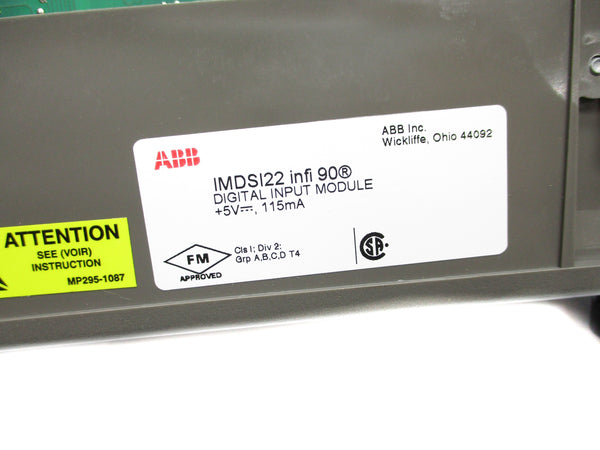 ABB
ABB Inc.
Wickliffe, Ohio 44092
IMDSI22 infi 90®
DIGITAL INPUT MODULE
+5V⎓, 115mA
FM
APPROVED
Cls I; Div 2;
Grp A,B,C,D T4
CSA
ATTENTION
SEE (VOIR)
INSTRUCTION
MP295-1087